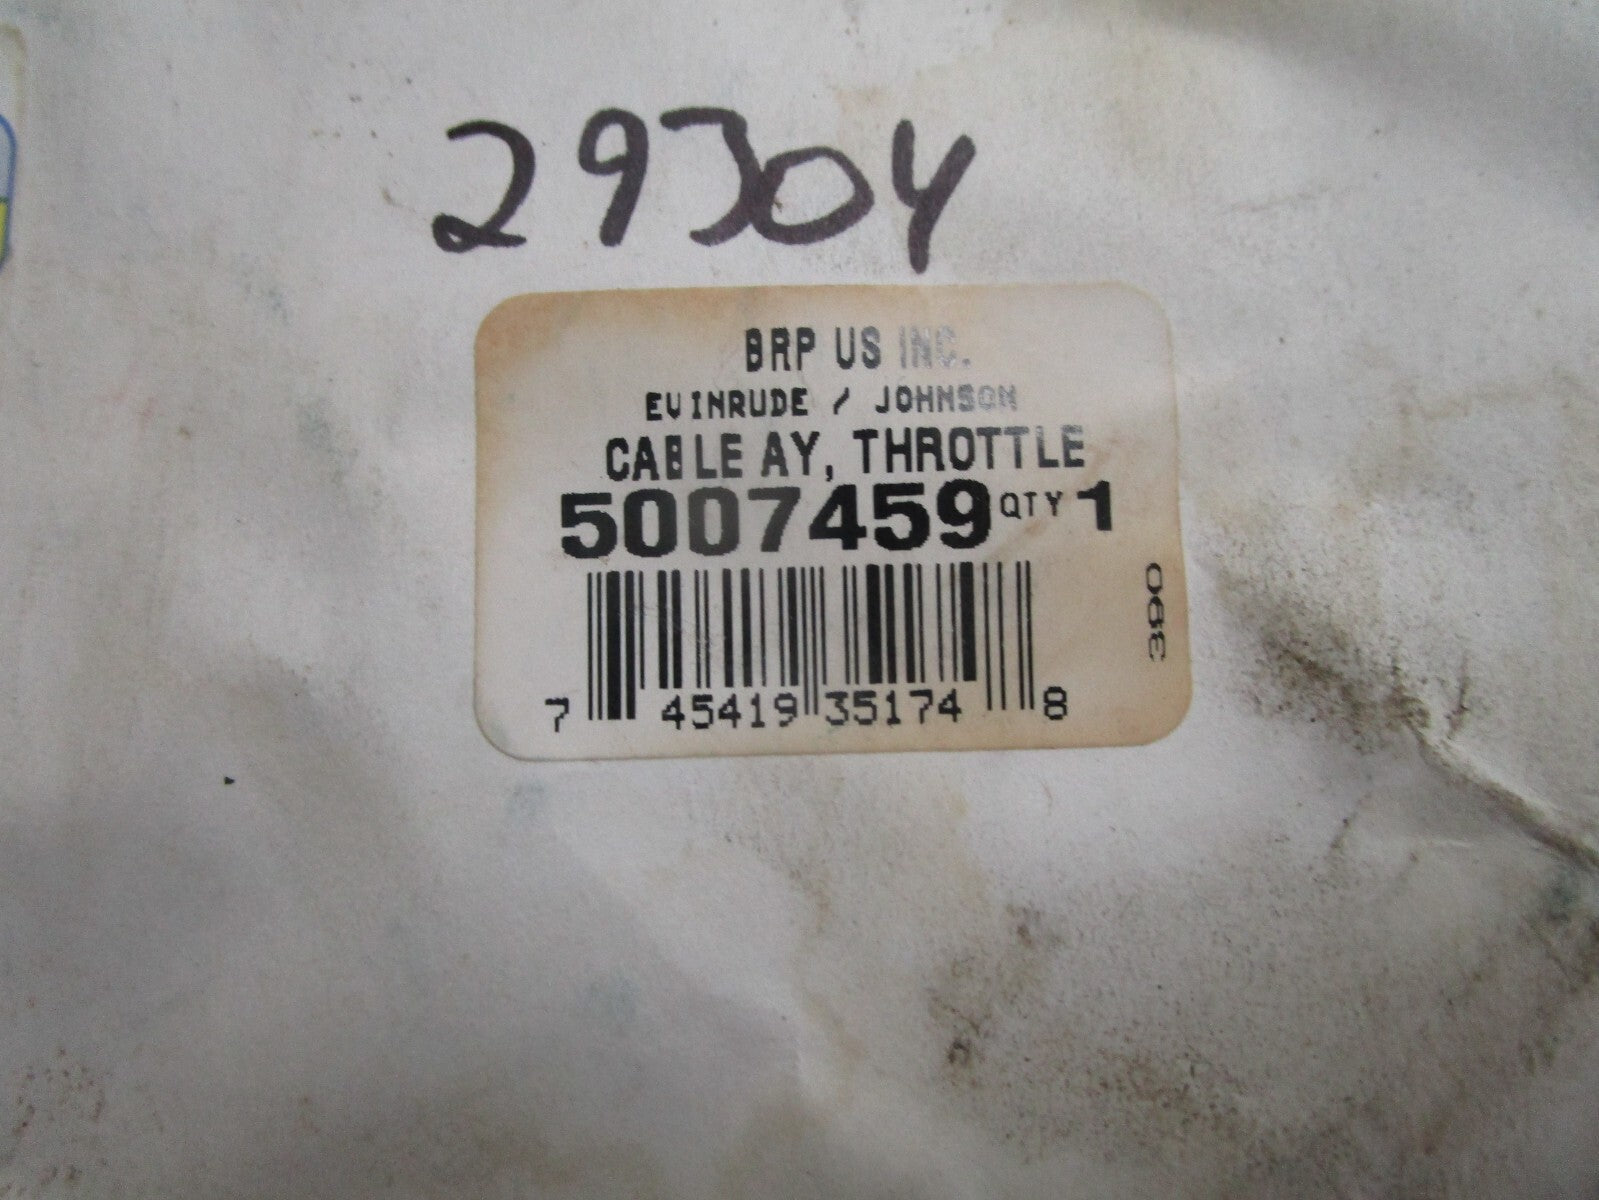 29304
BRP US INC.
EVINRUDE / JOHNSON
CABLE AY, THROTTLE
5007459 QTY 1
7 45419 35174 8
390